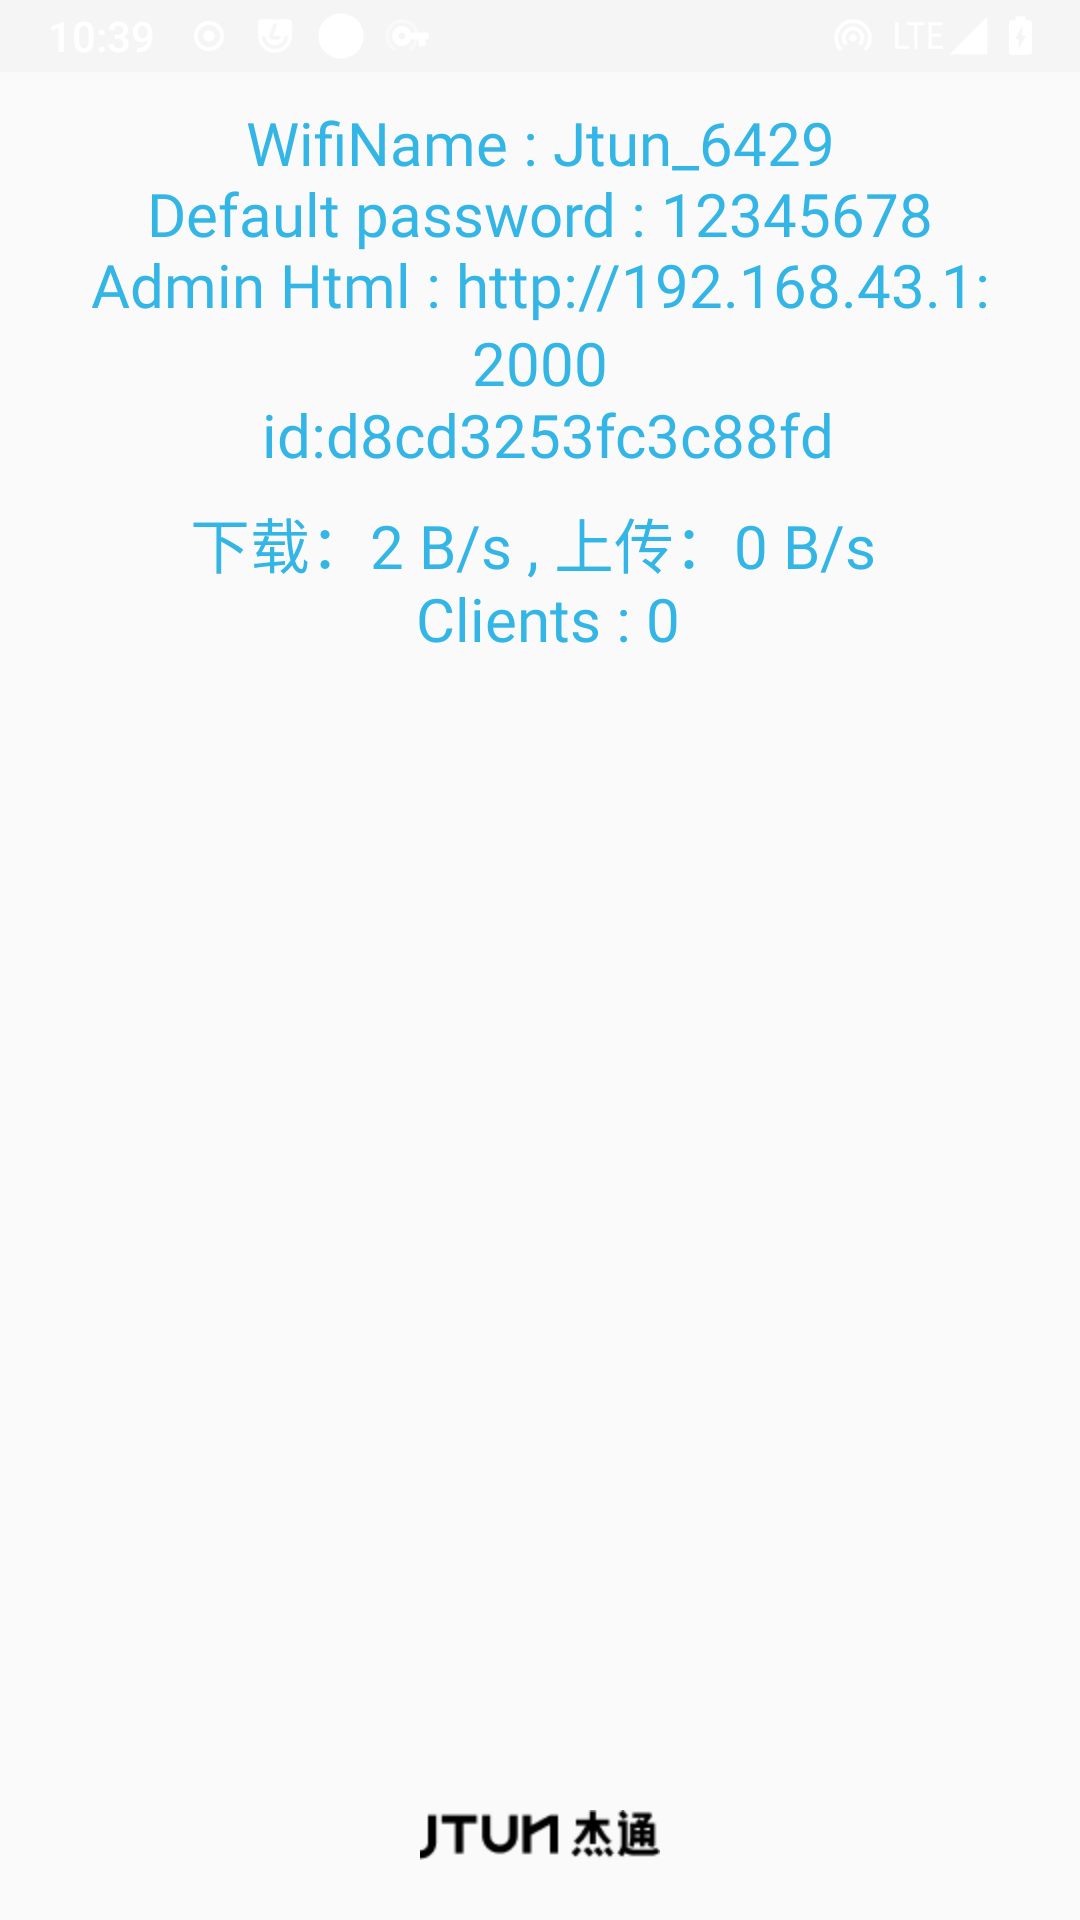 10:39
LTE
WifiName : Jtun_6429
Default password : 12345678
Admin Html : http://192.168.43.1:
2000
id:d8cd3253fc3c88fd
下载：2 B/s , 上传：0 B/s
Clients : 0
JTUN 杰通